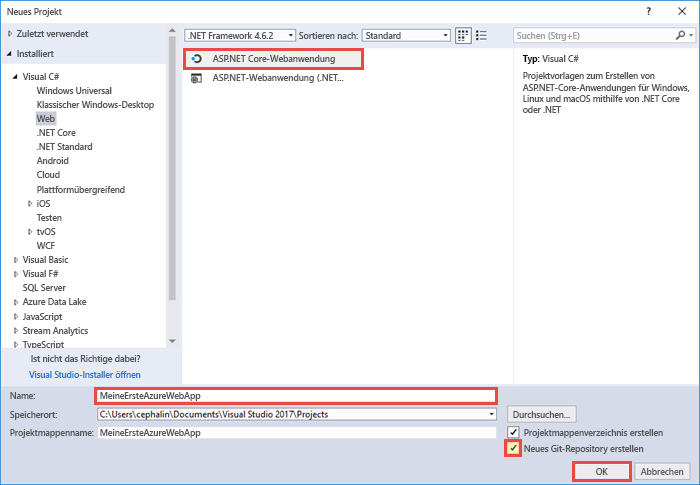 Neues Projekt
?
Zuletzt verwendet
Installiert
Visual C#
Windows Universal
Klassischer Windows-Desktop
Web
.NET Core
.NET Standard
Android
Cloud
Plattformübergreifend
iOS
Testen
tvOS
WCF
Visual Basic
Visual F#
SQL Server
Azure Data Lake
JavaScript
Stream Analytics
TypeScript
Ist nicht das Richtige dabei?
Visual Studio-Installer öffnen
.NET Framework 4.6.2 Sortieren nach: Standard
ASP.NET Core-Webanwendung
ASP.NET-Webanwendung (.NET...
Suchen (Strg+E)
Typ: Visual C#
Projektvorlagen zum Erstellen von
ASP.NET-Core-Anwendungen für Windows,
Linux und macOS mithilfe von .NET Core
oder .NET
Name: MeineErsteAzureWebApp
Speicherort: C:\Users\cephalin\Documents\Visual Studio 2017\Projects Durchsuchen...
Projektmappenname: MeineErsteAzureWebApp
Projektmappenverzeichnis erstellen
Neues Git-Repository erstellen
OK Abbrechen